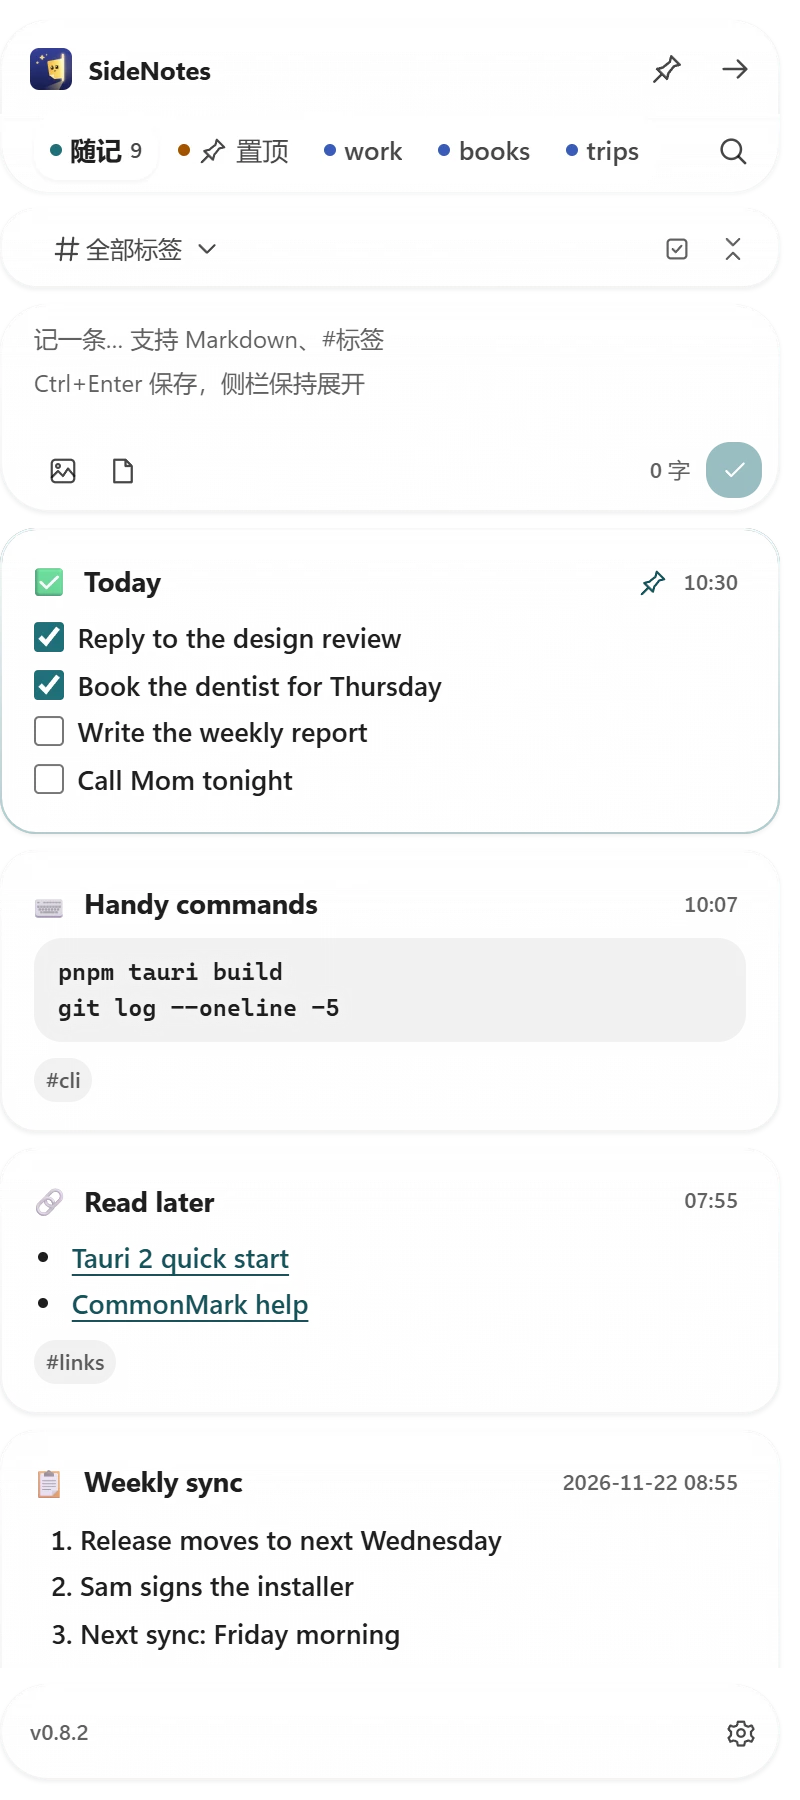 SideNotes
随记 9 置顶 work books trips
# 全部标签
记一条... 支持 Markdown、#标签
Ctrl+Enter 保存，侧栏保持展开
0 字
Today 10:30
Reply to the design review
Book the dentist for Thursday
Write the weekly report
Call Mom tonight
Handy commands 10:07
pnpm tauri build
git log --oneline -5
#cli
Read later 07:55
Tauri 2 quick start
CommonMark help
#links
Weekly sync 2026-11-22 08:55
1. Release moves to next Wednesday
2. Sam signs the installer
3. Next sync: Friday morning
v0.8.2